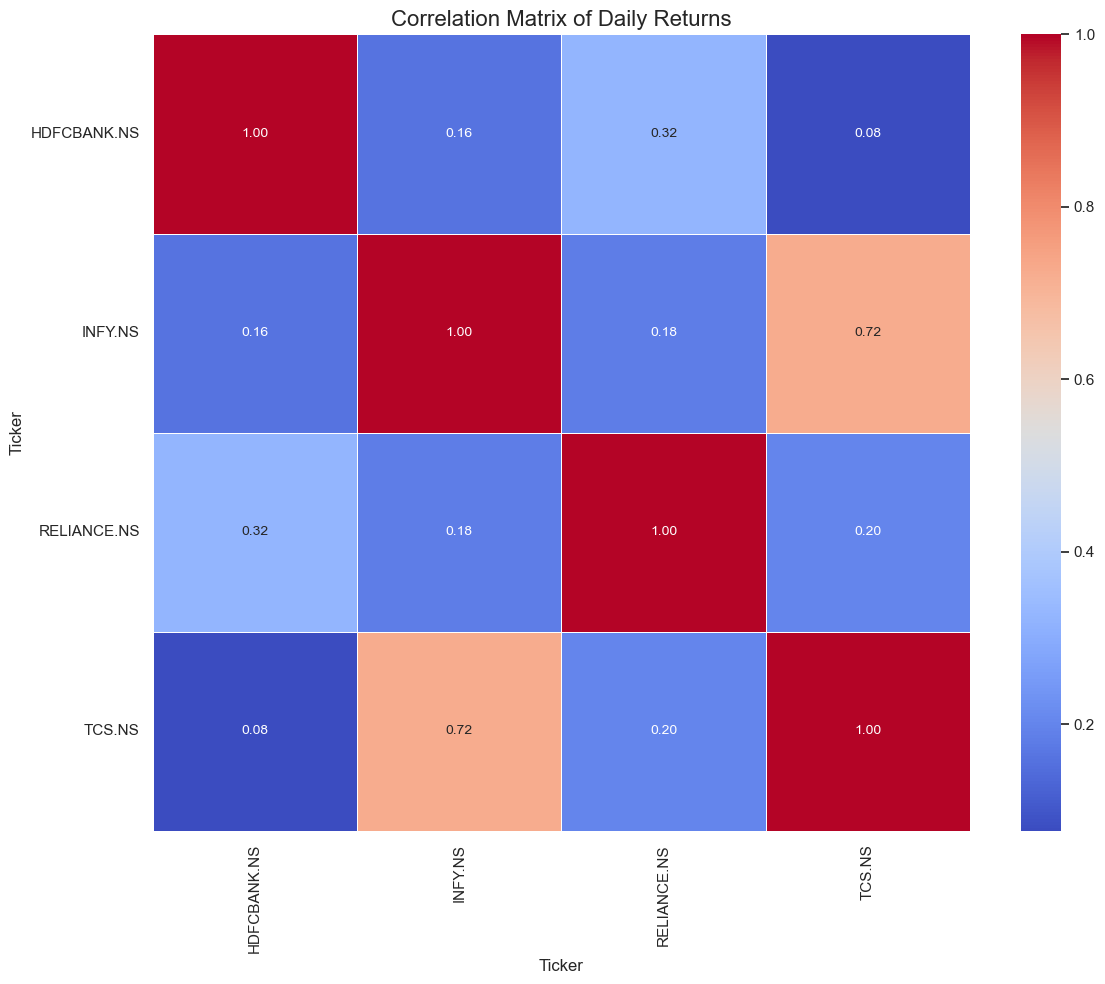 Correlation Matrix of Daily Returns
HDFCBANK.NS 1.00 0.16 0.32 0.08
INFY.NS 0.16 1.00 0.18 0.72
RELIANCE.NS 0.32 0.18 1.00 0.20
TCS.NS 0.08 0.72 0.20 1.00
Ticker
HDFCBANK.NS INFY.NS RELIANCE.NS TCS.NS
Ticker
1.0
0.8
0.6
0.4
0.2